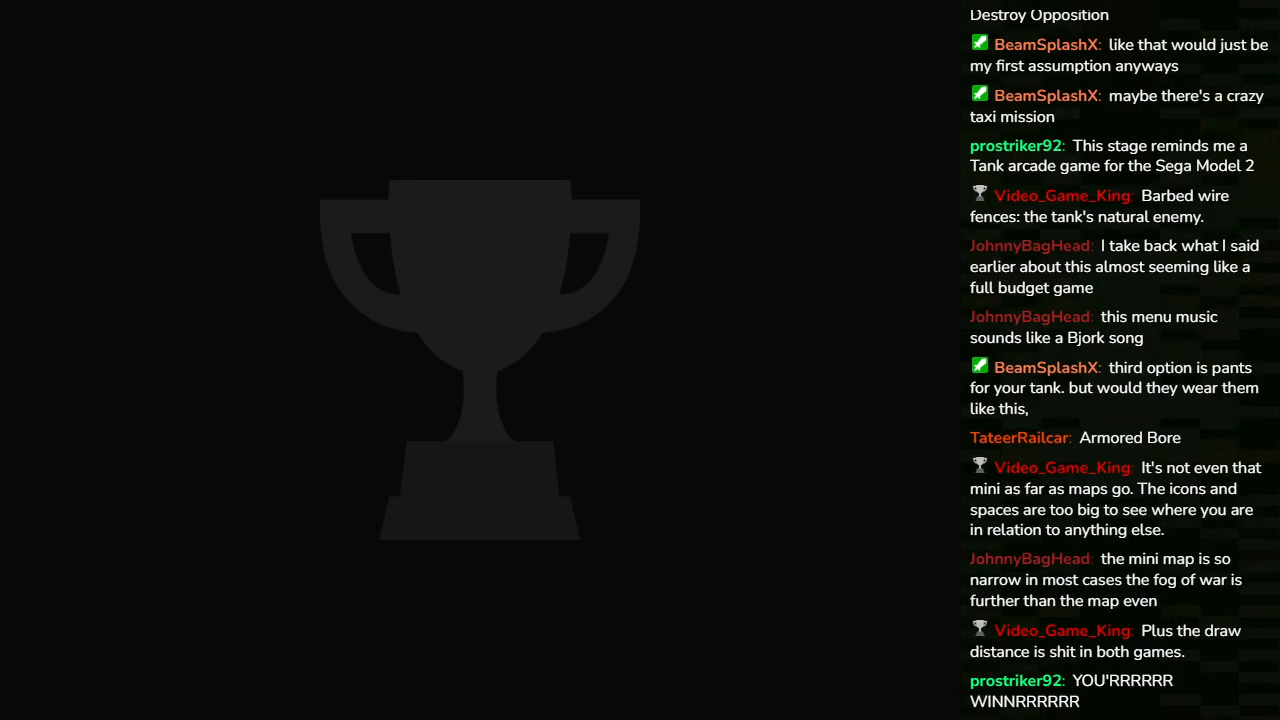 Destroy Opposition
BeamSplashX: like that would just be
my first assumption anyways
BeamSplashX: maybe there's a crazy
taxi mission
prostriker92: This stage reminds me a
Tank arcade game for the Sega Model 2
Video_Game_King: Barbed wire
fences: the tank's natural enemy.
JohnnyBagHead: I take back what I said
earlier about this almost seeming like a
full budget game
JohnnyBagHead: this menu music
sounds like a Bjork song
BeamSplashX: third option is pants
for your tank. but would they wear them
like this,
TateerRailcar: Armored Bore
Video_Game_King: It's not even that
mini as far as maps go. The icons and
spaces are too big to see where you are
in relation to anything else.
JohnnyBagHead: the mini map is so
narrow in most cases the fog of war is
further than the map even
Video_Game_King: Plus the draw
distance is shit in both games.
prostriker92: YOU'RRRRRR
WINNRRRRRR